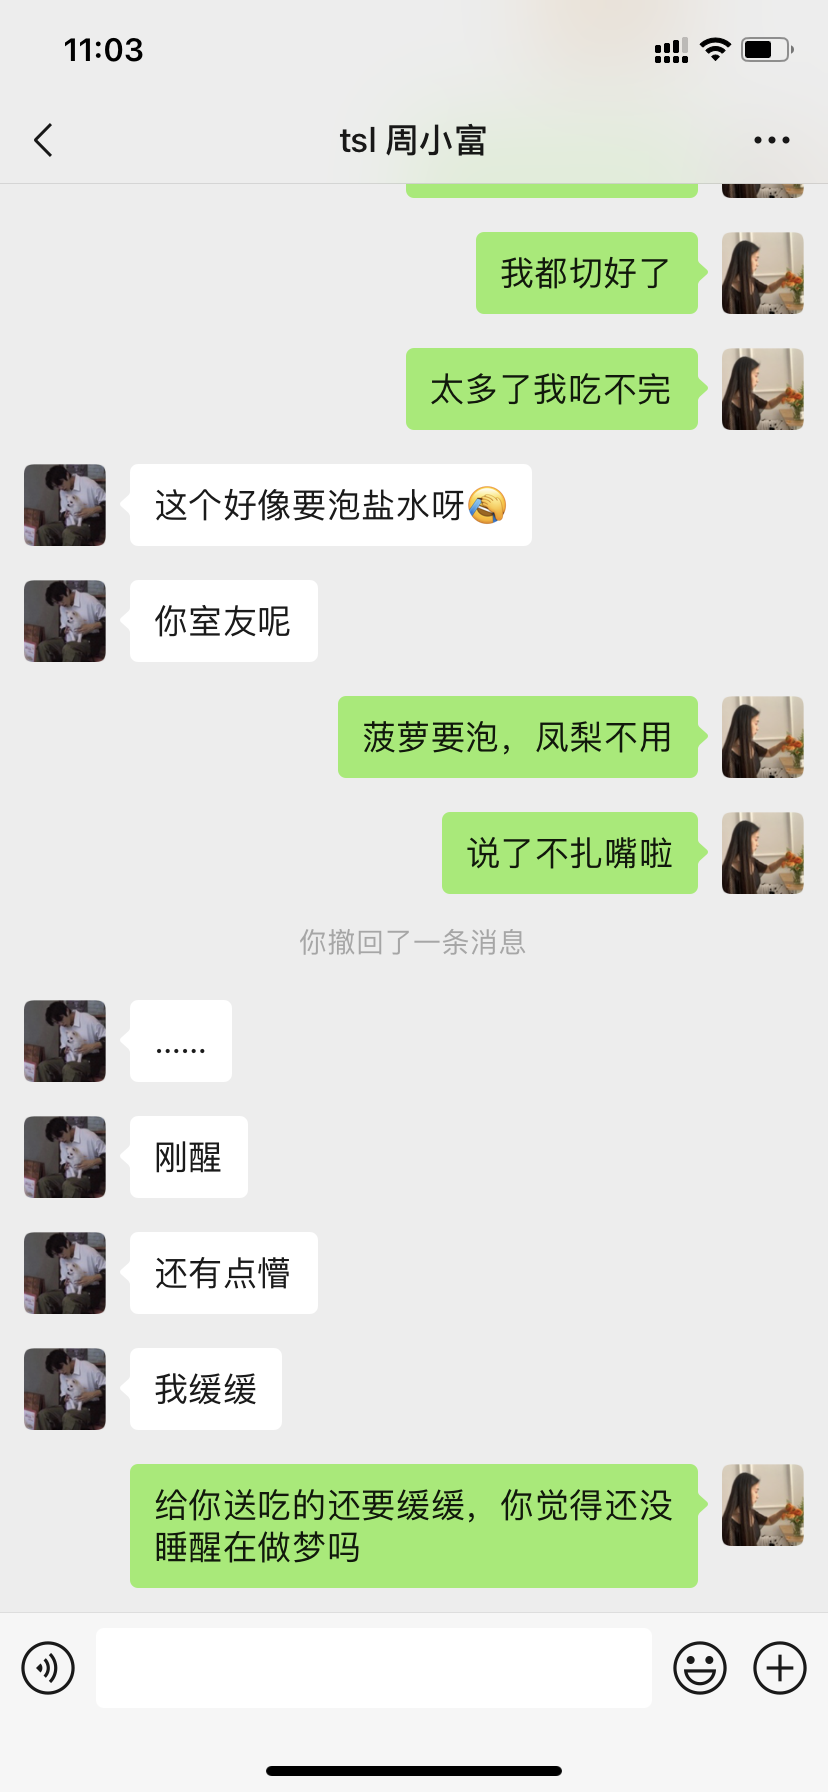 11:03
tsl 周小富
我都切好了
太多了我吃不完
这个好像要泡盐水呀🤣
你室友呢
菠萝要泡，凤梨不用
说了不扎嘴啦
你撤回了一条消息
......
刚醒
还有点懵
我缓缓
给你送吃的还要缓缓，你觉得还没
睡醒在做梦吗